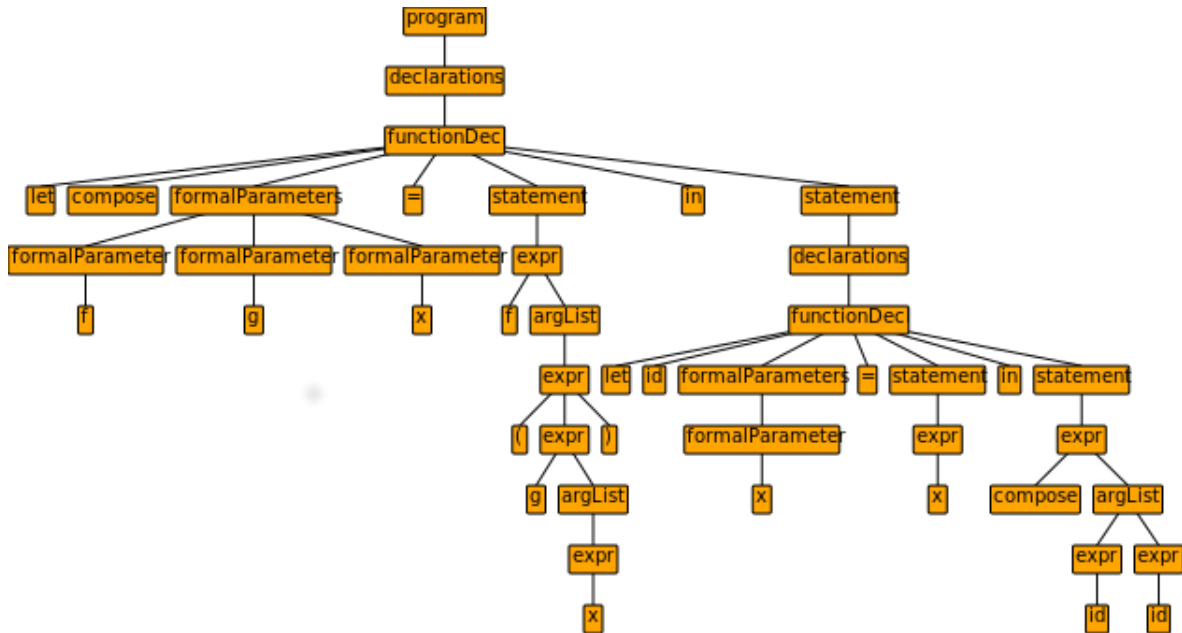 program
declarations
functionDec
let compose formalParameters = statement in statement
formalParameter formalParameter formalParameter expr declarations
f g x f argList functionDec
expr let id formalParameters = statement in statement
( expr ) formalParameter expr expr
g argList x x compose argList
expr expr expr
x id id